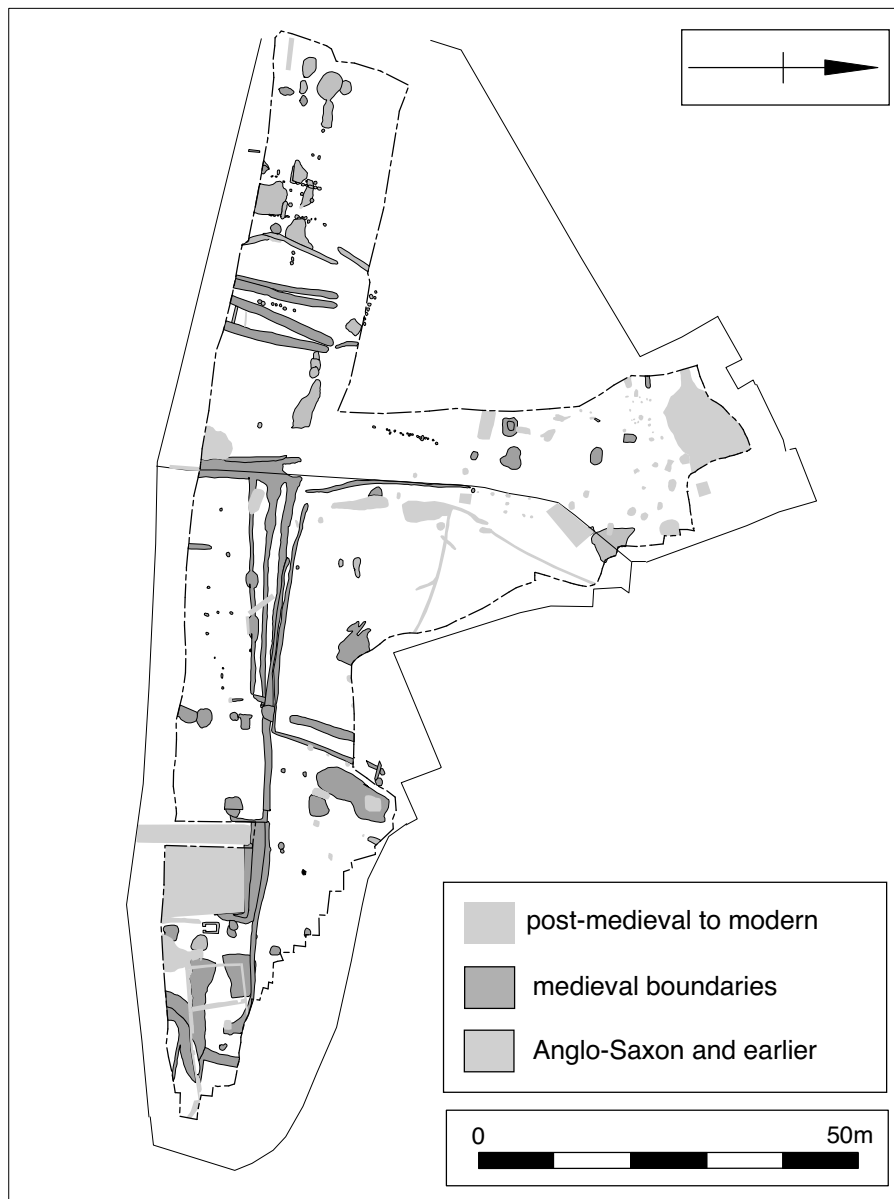 post-medieval to modern
medieval boundaries
Anglo-Saxon and earlier
0 50m